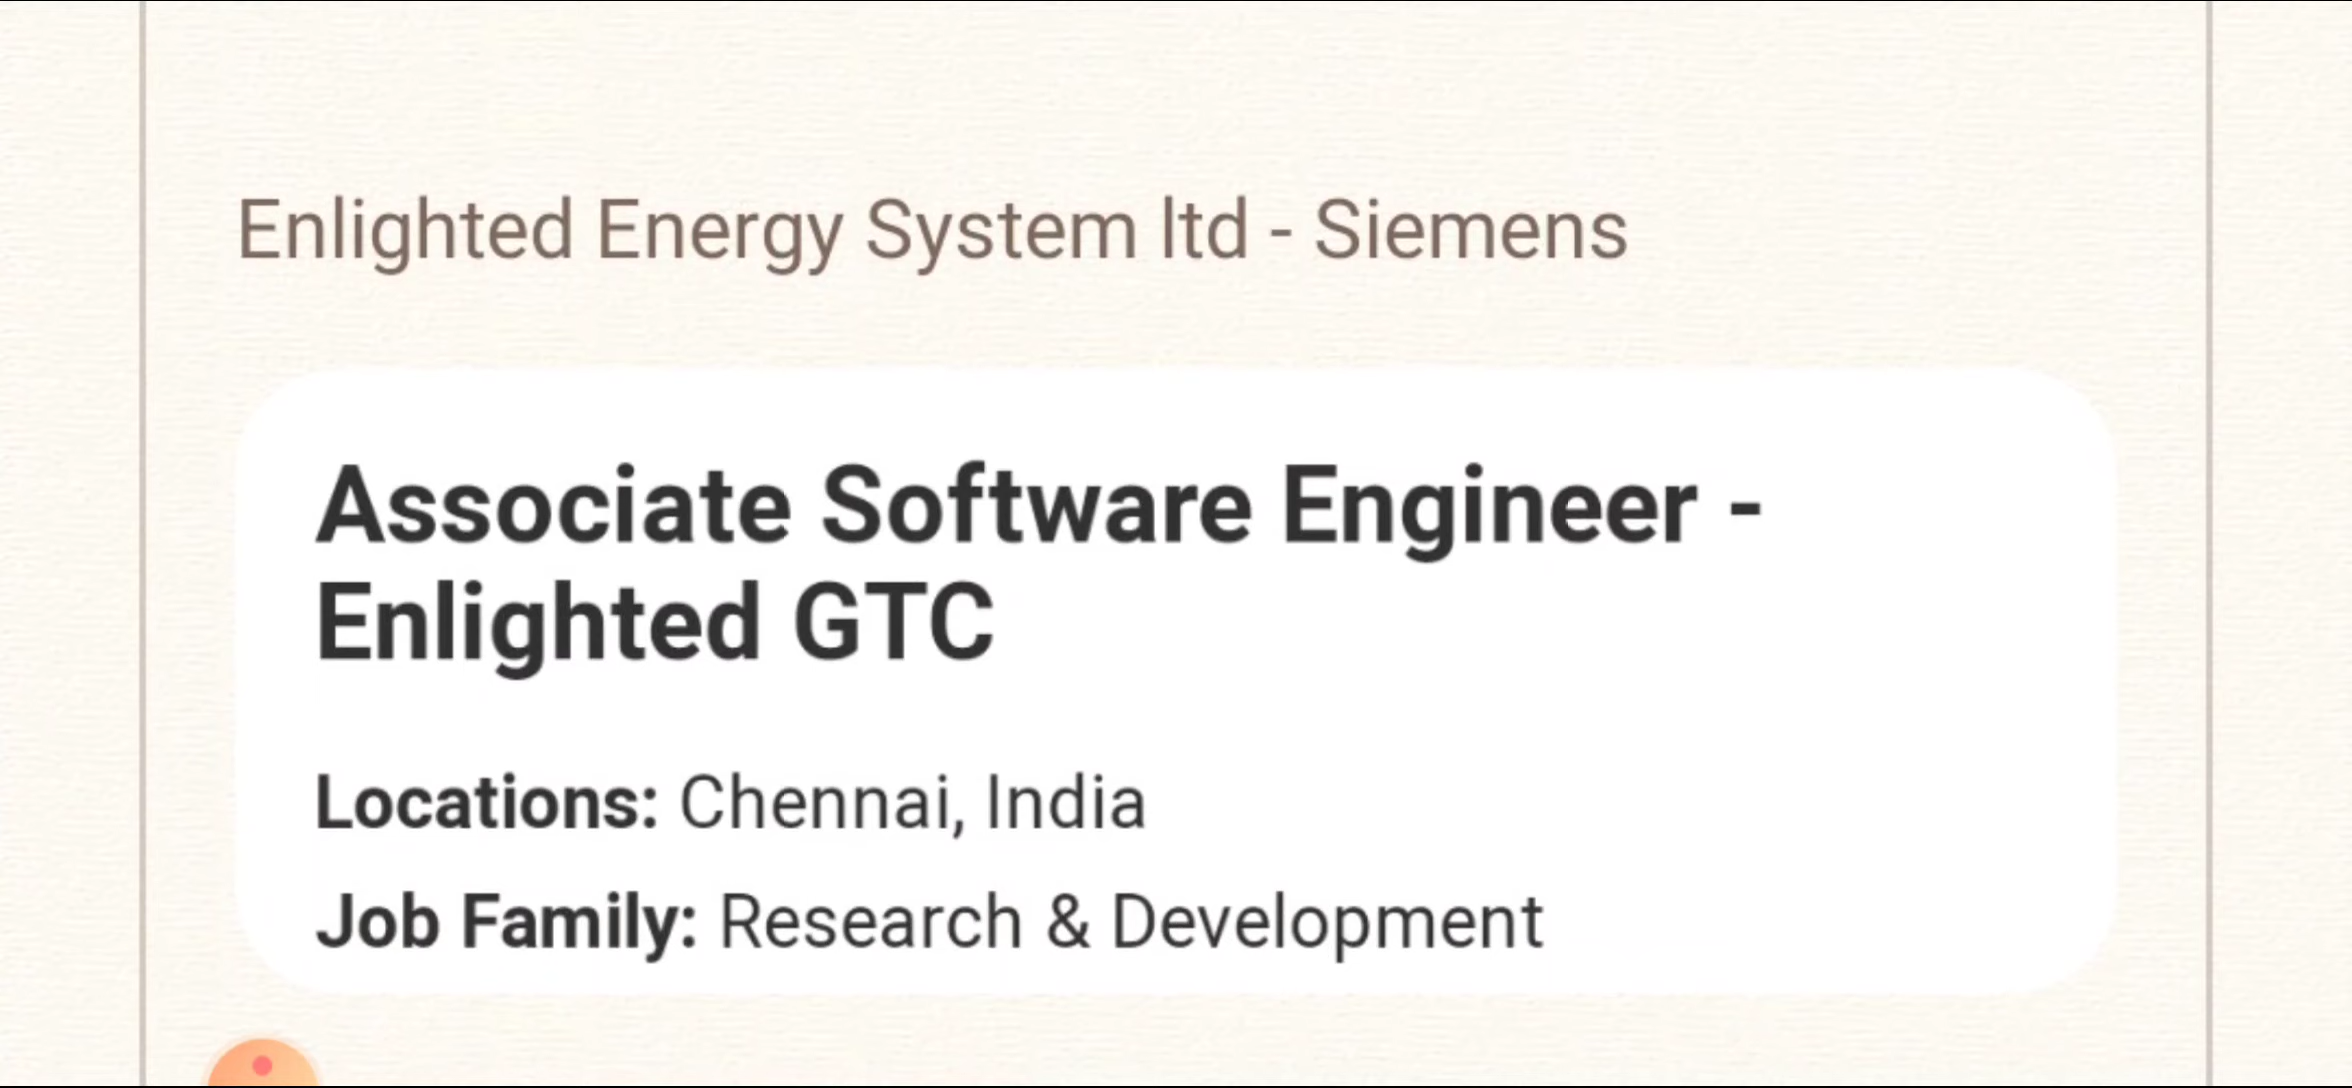 Enlighted Energy System ltd - Siemens
Associate Software Engineer -
Enlighted GTC
Locations: Chennai, India
Job Family: Research & Development